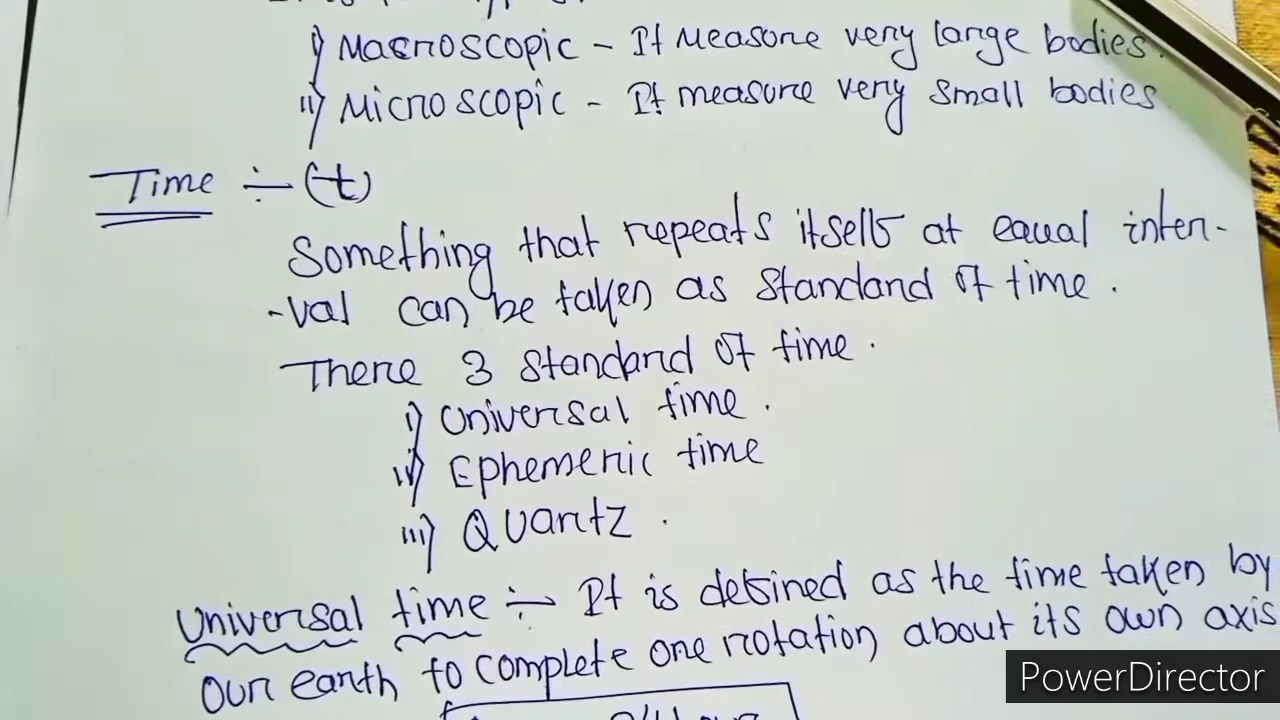 i) Macroscopic - It measure very large bodies.
ii) Microscopic - It measure very small bodies
Time :- (t)
Something that repeats itself at equal inter-
-val can be taken as standard of time.
There 3 standard of time.
i) Universal time.
ii) Ephemeric time
iii) Quartz.
Universal time :- It is defined as the time taken by
our earth to complete one rotation about its own axis
PowerDirector